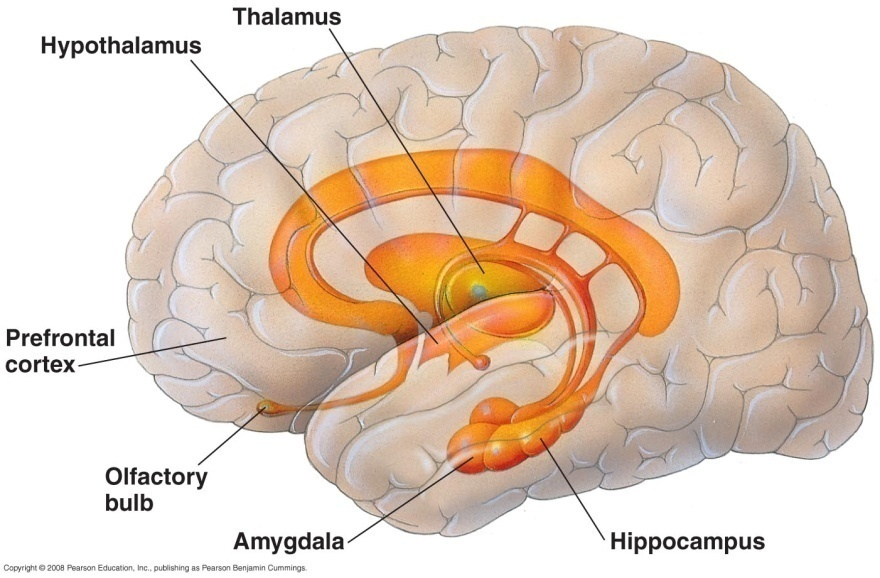 Thalamus
Hypothalamus
Prefrontal
cortex
Olfactory
bulb
Amygdala
Hippocampus
Copyright © 2008 Pearson Education, Inc., publishing as Pearson Benjamin Cummings.